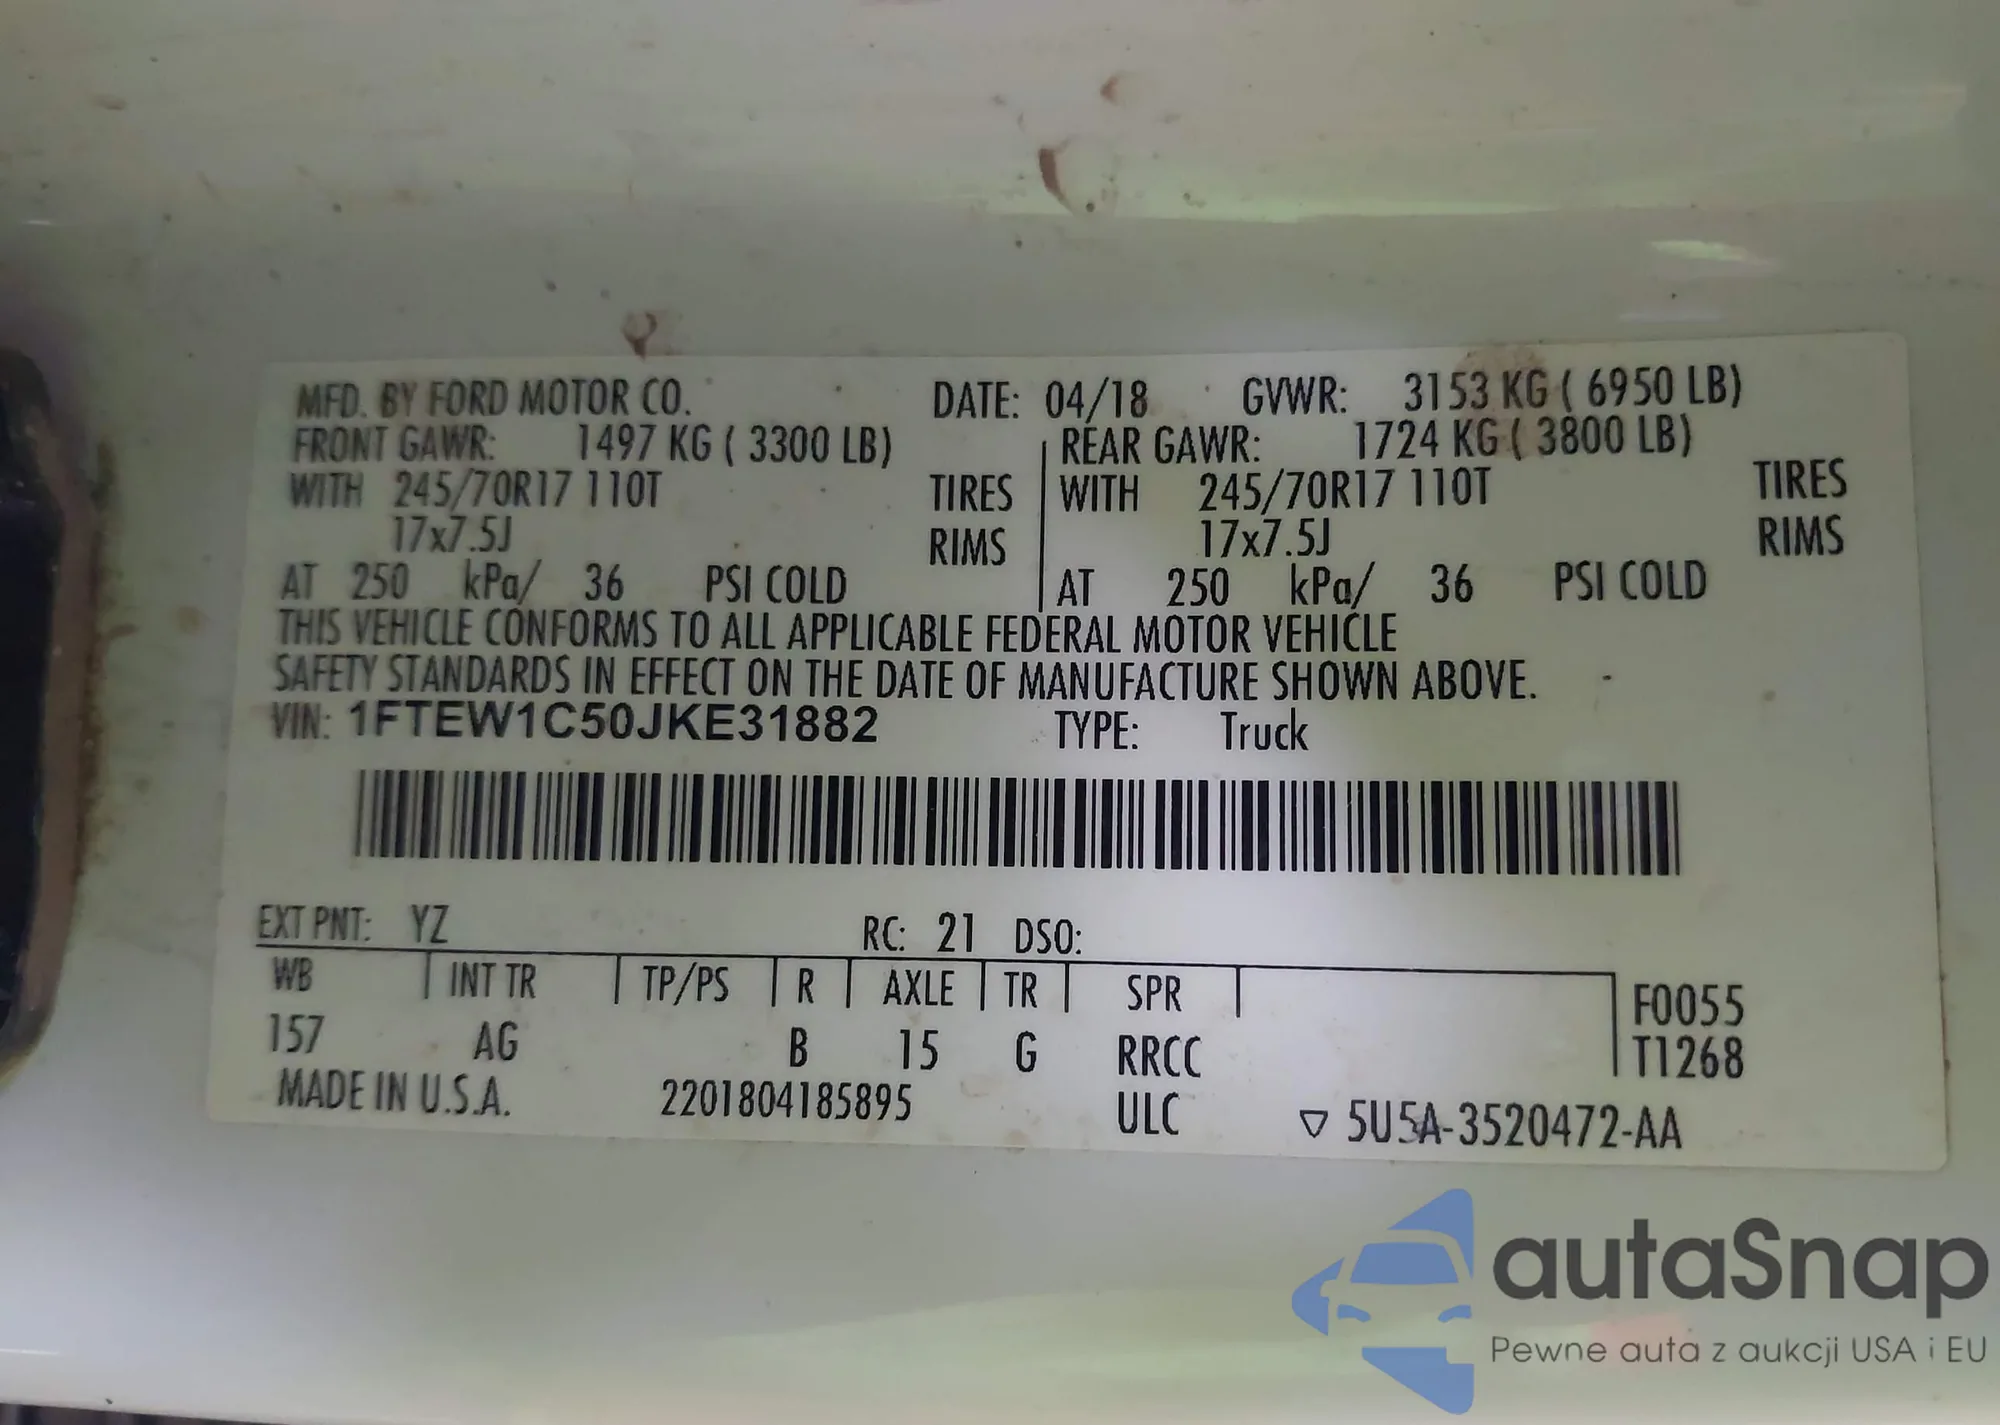 MFD. BY FORD MOTOR CO. DATE: 04/18 GVWR: 3153 KG ( 6950 LB)
FRONT GAWR: 1497 KG ( 3300 LB) REAR GAWR: 1724 KG ( 3800 LB)
WITH 245/70R17 110T TIRES WITH 245/70R17 110T TIRES
17x7.5J RIMS 17x7.5J RIMS
AT 250 kPa/ 36 PSI COLD AT 250 kPa/ 36 PSI COLD
THIS VEHICLE CONFORMS TO ALL APPLICABLE FEDERAL MOTOR VEHICLE
SAFETY STANDARDS IN EFFECT ON THE DATE OF MANUFACTURE SHOWN ABOVE.
VIN: 1FTEW1C50JKE31882 TYPE: Truck
EXT PNT: YZ RC: 21 DSO:
WB INT TR TP/PS R AXLE TR SPR F0055
157 AG B 15 G RRCC T1268
MADE IN U.S.A. 2201804185895 ULC ▽ 5U5A-3520472-AA
autaSnap
Pewne auta z aukcji USA i EU